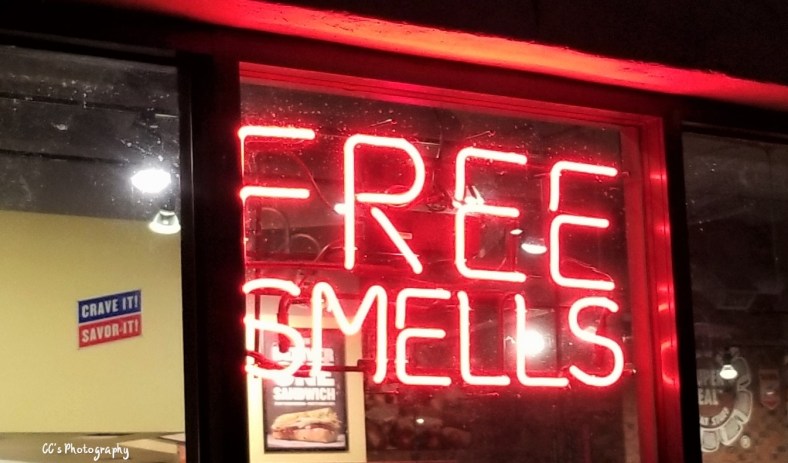 FREE
SMELLS
CRAVE IT!
SAVOR IT!
SANDWICH
CC's Photography